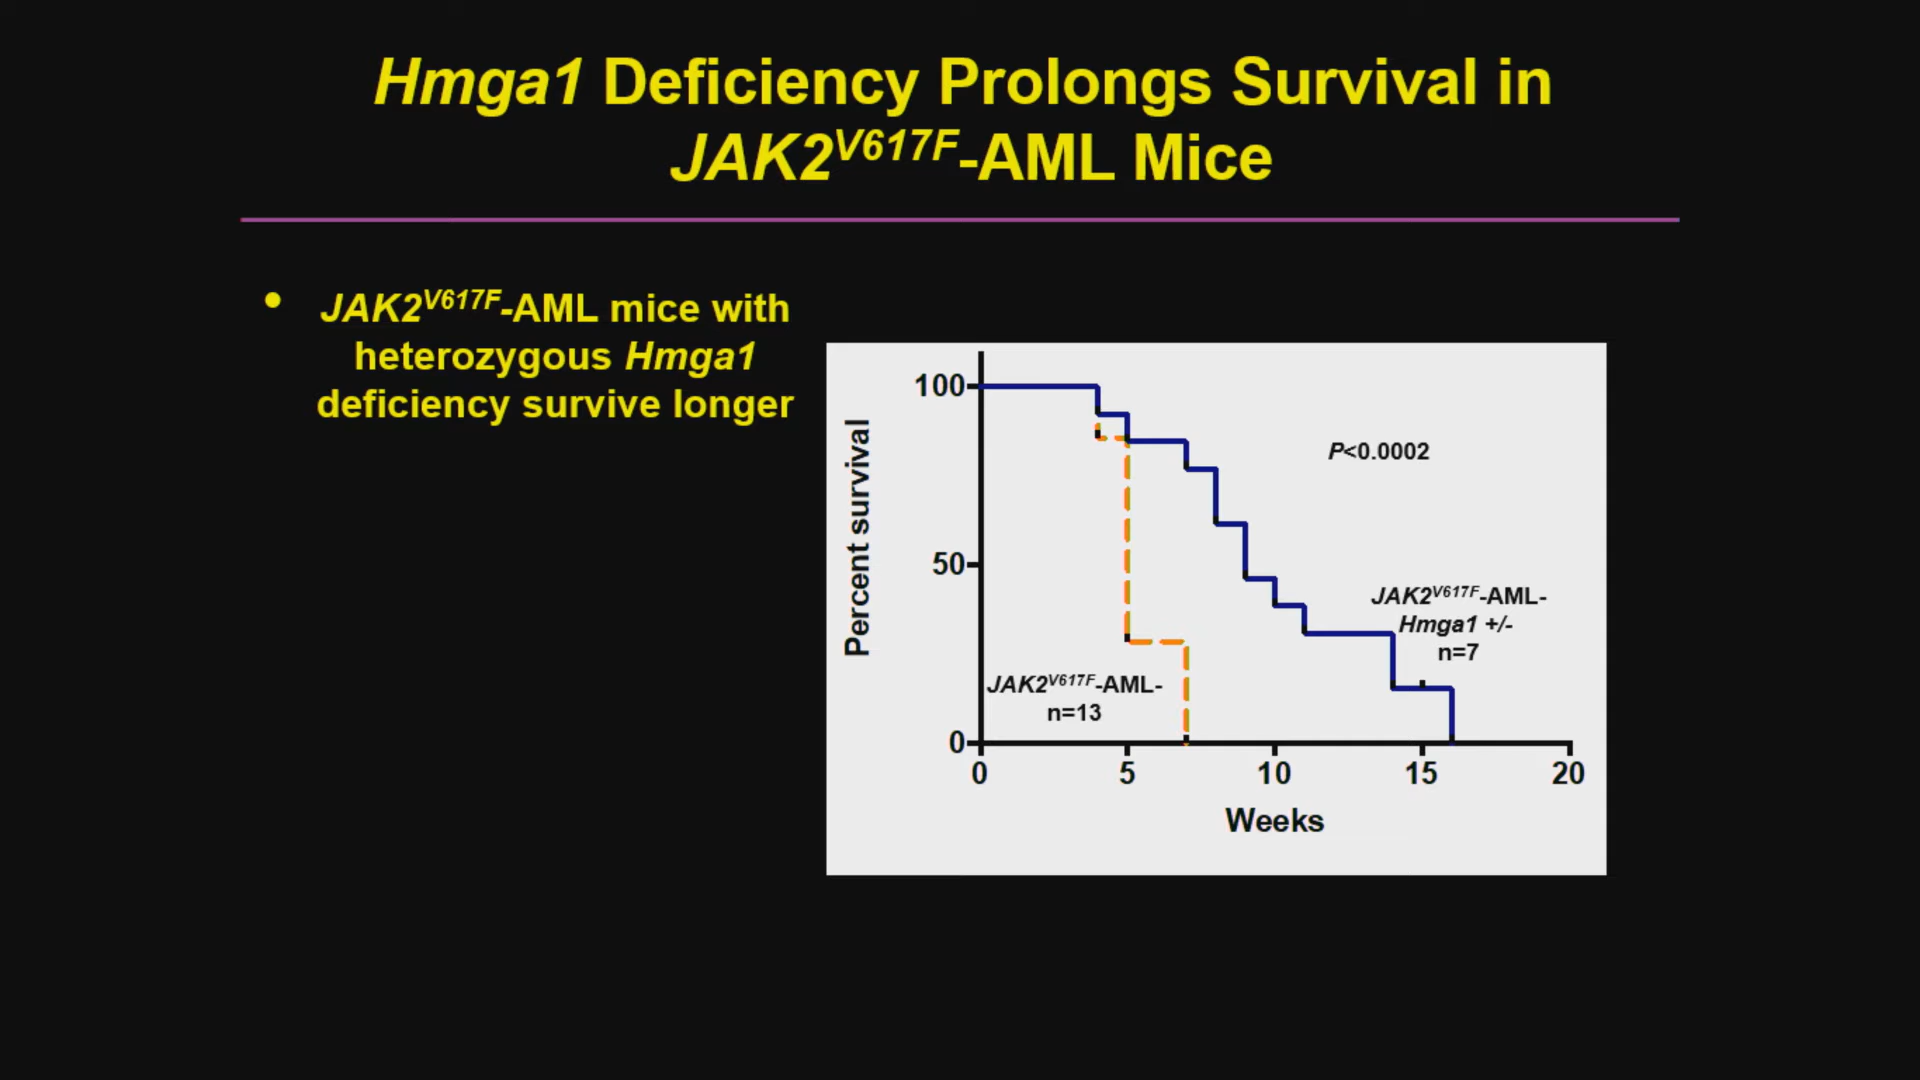 Hmga1 Deficiency Prolongs Survival in
JAK2V617F-AML Mice
• JAK2V617F-AML mice with
heterozygous Hmga1
deficiency survive longer
Percent survival
100
50
0
P<0.0002
JAK2V617F-AML-
Hmga1 +/-
n=7
JAK2V617F-AML-
n=13
0 5 10 15 20
Weeks